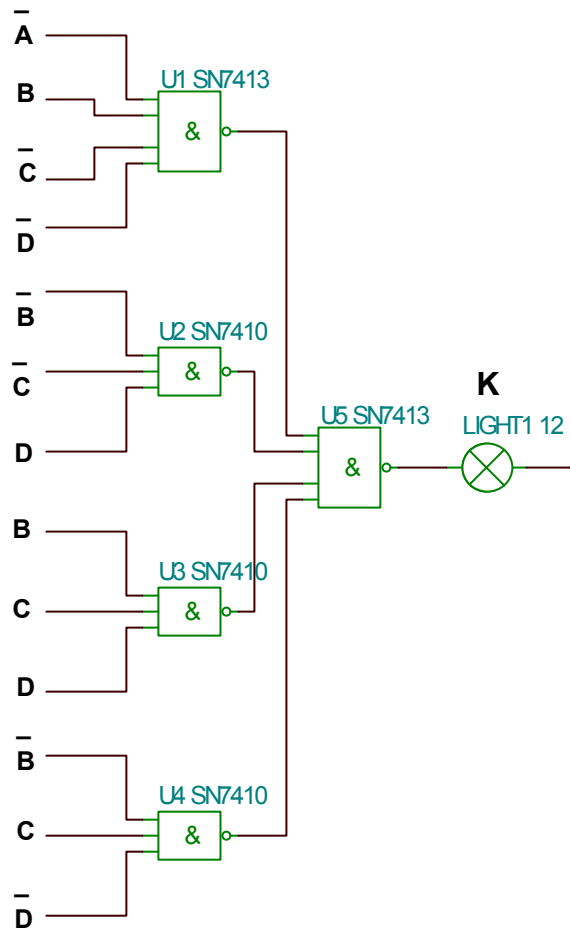 A̅
U1 SN7413
B
&
C̅
D̅
B̅
U2 SN7410
C̅
&
K
D
U5 SN7413
LIGHT1 12
&
B
U3 SN7410
C
&
D
B̅
U4 SN7410
C
&
D̅